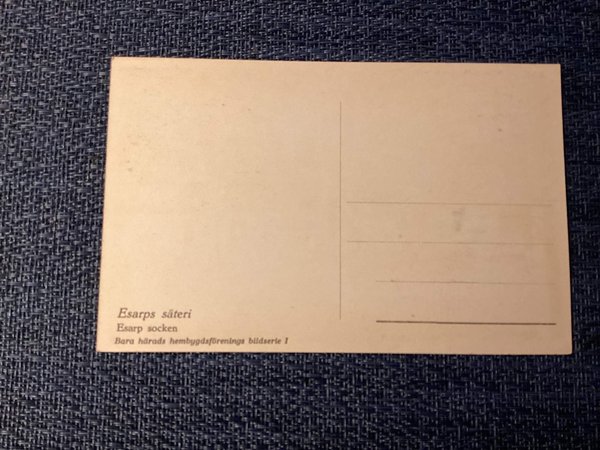 Esarps säteri
Esarp socken
Bara härads hembygdsförenings bildserie I